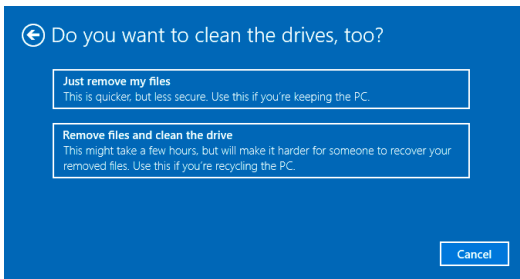 Do you want to clean the drives, too?
Just remove my files
This is quicker, but less secure. Use this if you're keeping the PC.
Remove files and clean the drive
This might take a few hours, but will make it harder for someone to recover your
removed files. Use this if you're recycling the PC.
Cancel